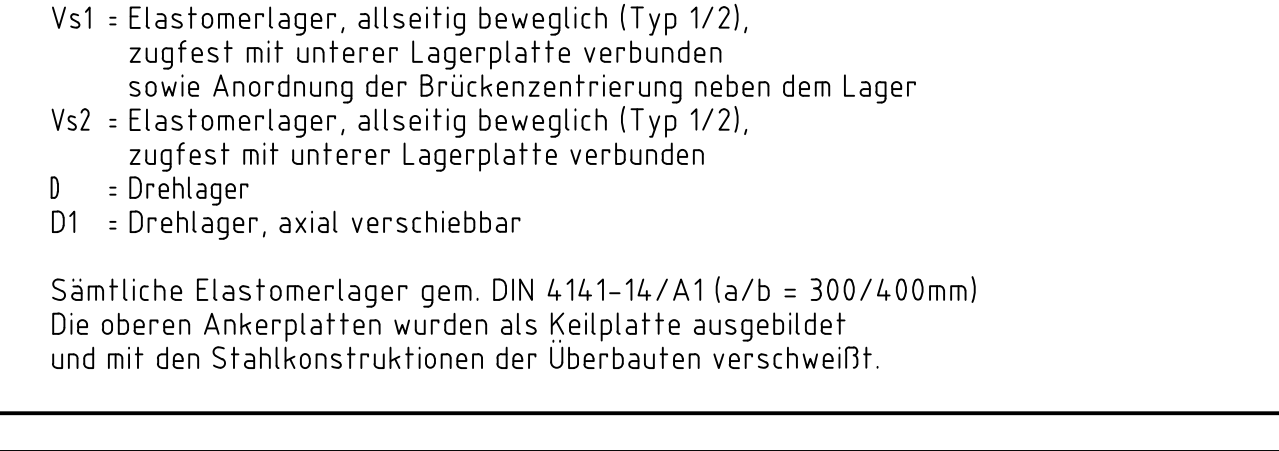 Vs1 = Elastomerlager, allseitig beweglich (Typ 1/2),
zugfest mit unterer Lagerplatte verbunden
sowie Anordnung der Brückenzentrierung neben dem Lager
Vs2 = Elastomerlager, allseitig beweglich (Typ 1/2),
zugfest mit unterer Lagerplatte verbunden
D = Drehlager
D1 = Drehlager, axial verschiebbar
Sämtliche Elastomerlager gem. DIN 4141-14/A1 (a/b = 300/400mm)
Die oberen Ankerplatten wurden als Keilplatte ausgebildet
und mit den Stahlkonstruktionen der Überbauten verschweißt.